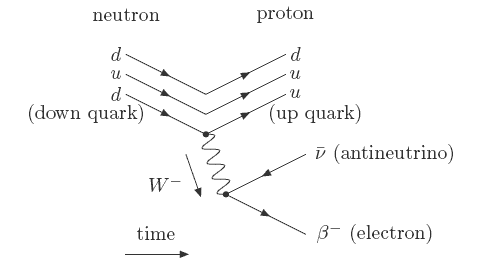 neutron proton
d d
u u
d u
(down quark) (up quark)
ν̄ (antineutrino)
W⁻
β⁻ (electron)
time